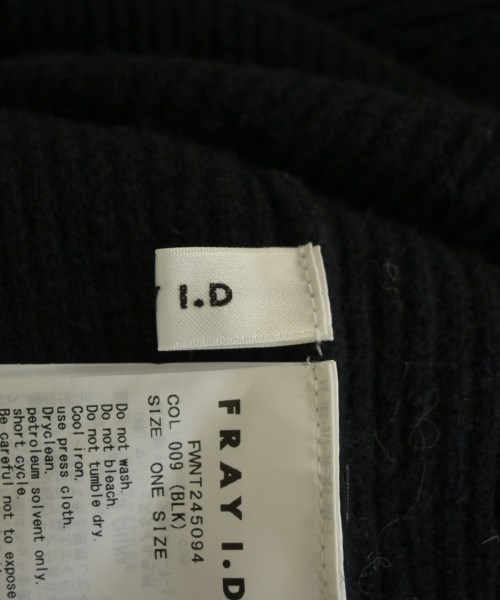 I.D
FRAY I.D
FWNT245094
COL 009 (BLK)
SIZE ONE SIZE
Do not wash.
Do not bleach.
Do not tumble dry.
Cool iron,
use press cloth.
Dryclean,
petroleum solvent only.
short cycle.
Be careful not to expose